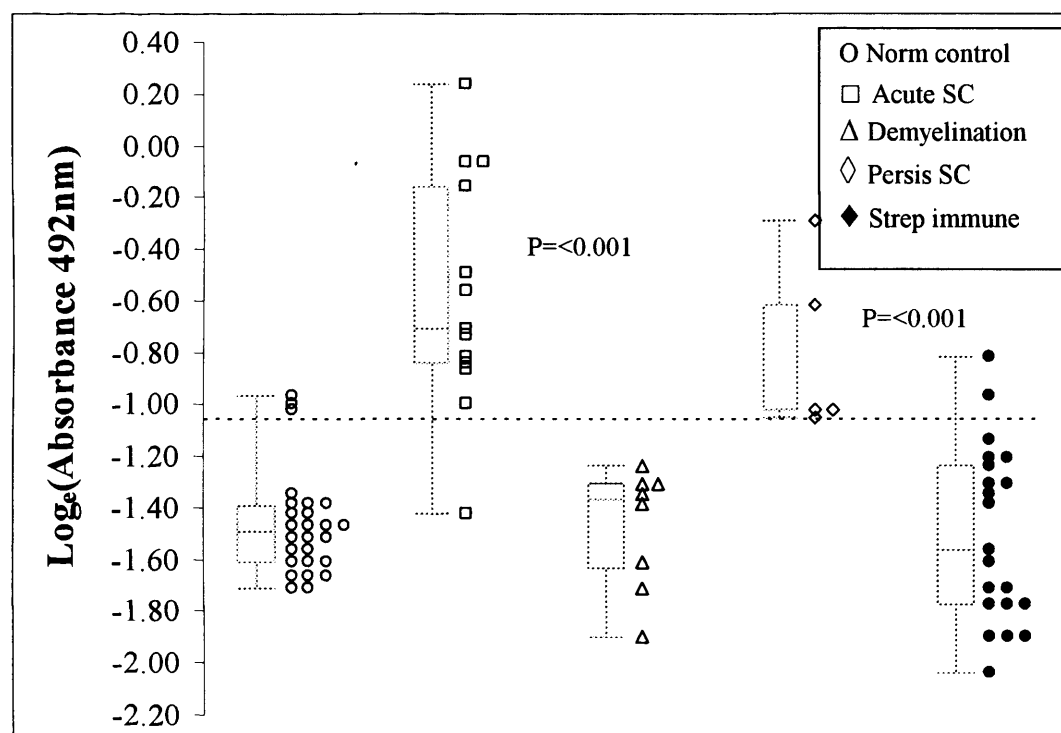 Logₑ(Absorbance 492nm)
0.40
0.20
0.00
-0.20
-0.40
-0.60
-0.80
-1.00
-1.20
-1.40
-1.60
-1.80
-2.00
-2.20
P=<0.001
P=<0.001
Norm control
Acute SC
Demyelination
Persis SC
Strep immune